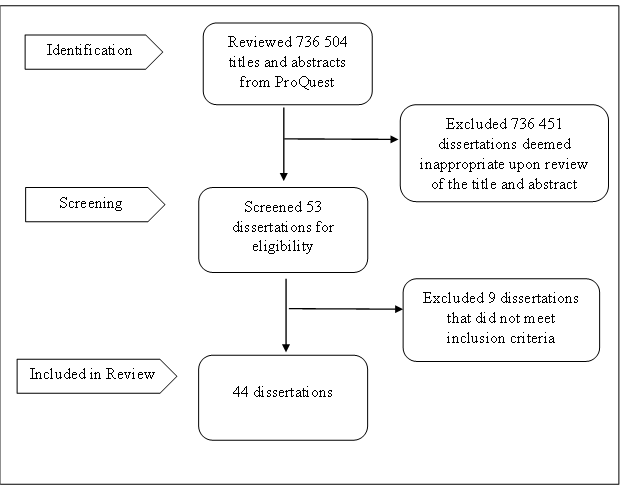 Identification
Reviewed 736 504
titles and abstracts
from ProQuest
Excluded 736 451
dissertations deemed
inappropriate upon review
of the title and abstract
Screening
Screened 53
dissertations for
eligibility
Excluded 9 dissertations
that did not meet
inclusion criteria
Included in Review
44 dissertations